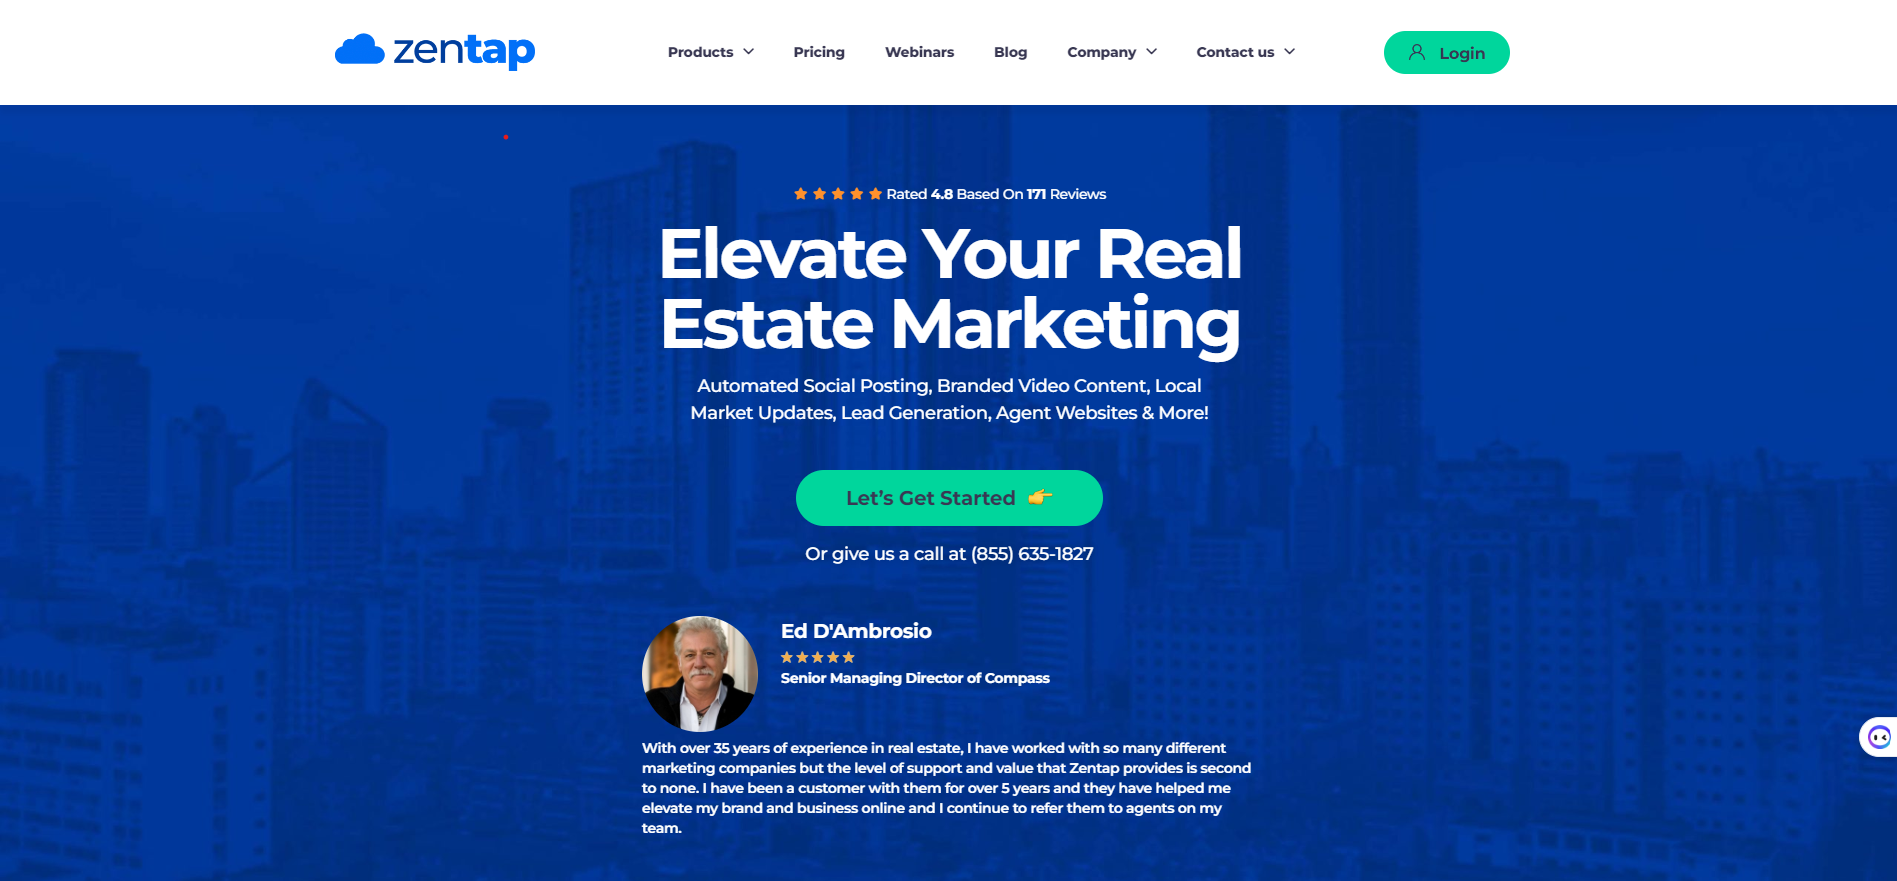 zentap
Products
Pricing
Webinars
Blog
Company
Contact us
Login
Rated 4.8 Based On 171 Reviews
Elevate Your Real
Estate Marketing
Automated Social Posting, Branded Video Content, Local
Market Updates, Lead Generation, Agent Websites & More!
Let’s Get Started 👉
Or give us a call at (855) 635-1827
Ed D'Ambrosio
Senior Managing Director of Compass
With over 35 years of experience in real estate, I have worked with so many different
marketing companies but the level of support and value that Zentap provides is second
to none. I have been a customer with them for over 5 years and they have helped me
elevate my brand and business online and I continue to refer them to agents on my
team.